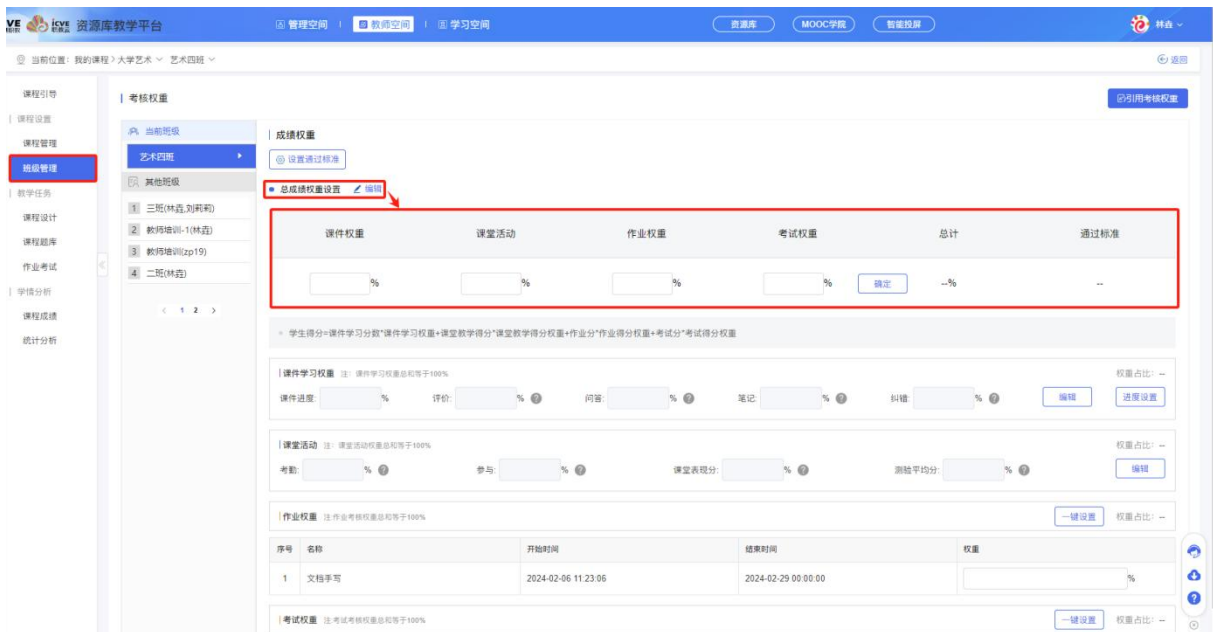 icve 资源库教学平台 管理空间 教师空间 学习空间 资源库 MOOC学院 智能投屏 林垚
当前位置：我的课程 > 大学艺术 艺术四班 返回
课程引导
课程设置
课程管理
班级管理
教学任务
课程设计
课程题库
作业考试
学情分析
课程成绩
统计分析
考核权重 引用考核权重
当前班级
艺术四班
其他班级
1 三班(林垚,刘莉莉)
2 教师培训-1(林垚)
3 教师培训(zp19)
4 二班(林垚)
< 1 2 >
成绩权重
设置通过标准
总成绩权重设置 编辑
课件权重 课堂活动 作业权重 考试权重 总计 通过标准
% % % % 确定 --% --
学生得分=课件学习分数*课件学习权重+课堂教学得分*课堂教学得分权重+作业分*作业得分权重+考试分*考试得分权重
课件学习权重 注：课件学习权重总和等于100% 权重占比：--
课件进度: % 评价: % ? 问答: % ? 笔记: % ? 纠错: % ? 编辑 进度设置
课堂活动 注：课堂活动权重总和等于100% 权重占比：--
考勤: % ? 参与: % ? 课堂表现分: % ? 测验平均分: % ? 编辑
作业权重 注:作业考核权重总和等于100% 一键设置 权重占比：--
序号 名称 开始时间 结束时间 权重
1 文档手写 2024-02-06 11:23:06 2024-02-29 00:00:00 %
考试权重 注:考试考核权重总和等于100% 一键设置 权重占比：--